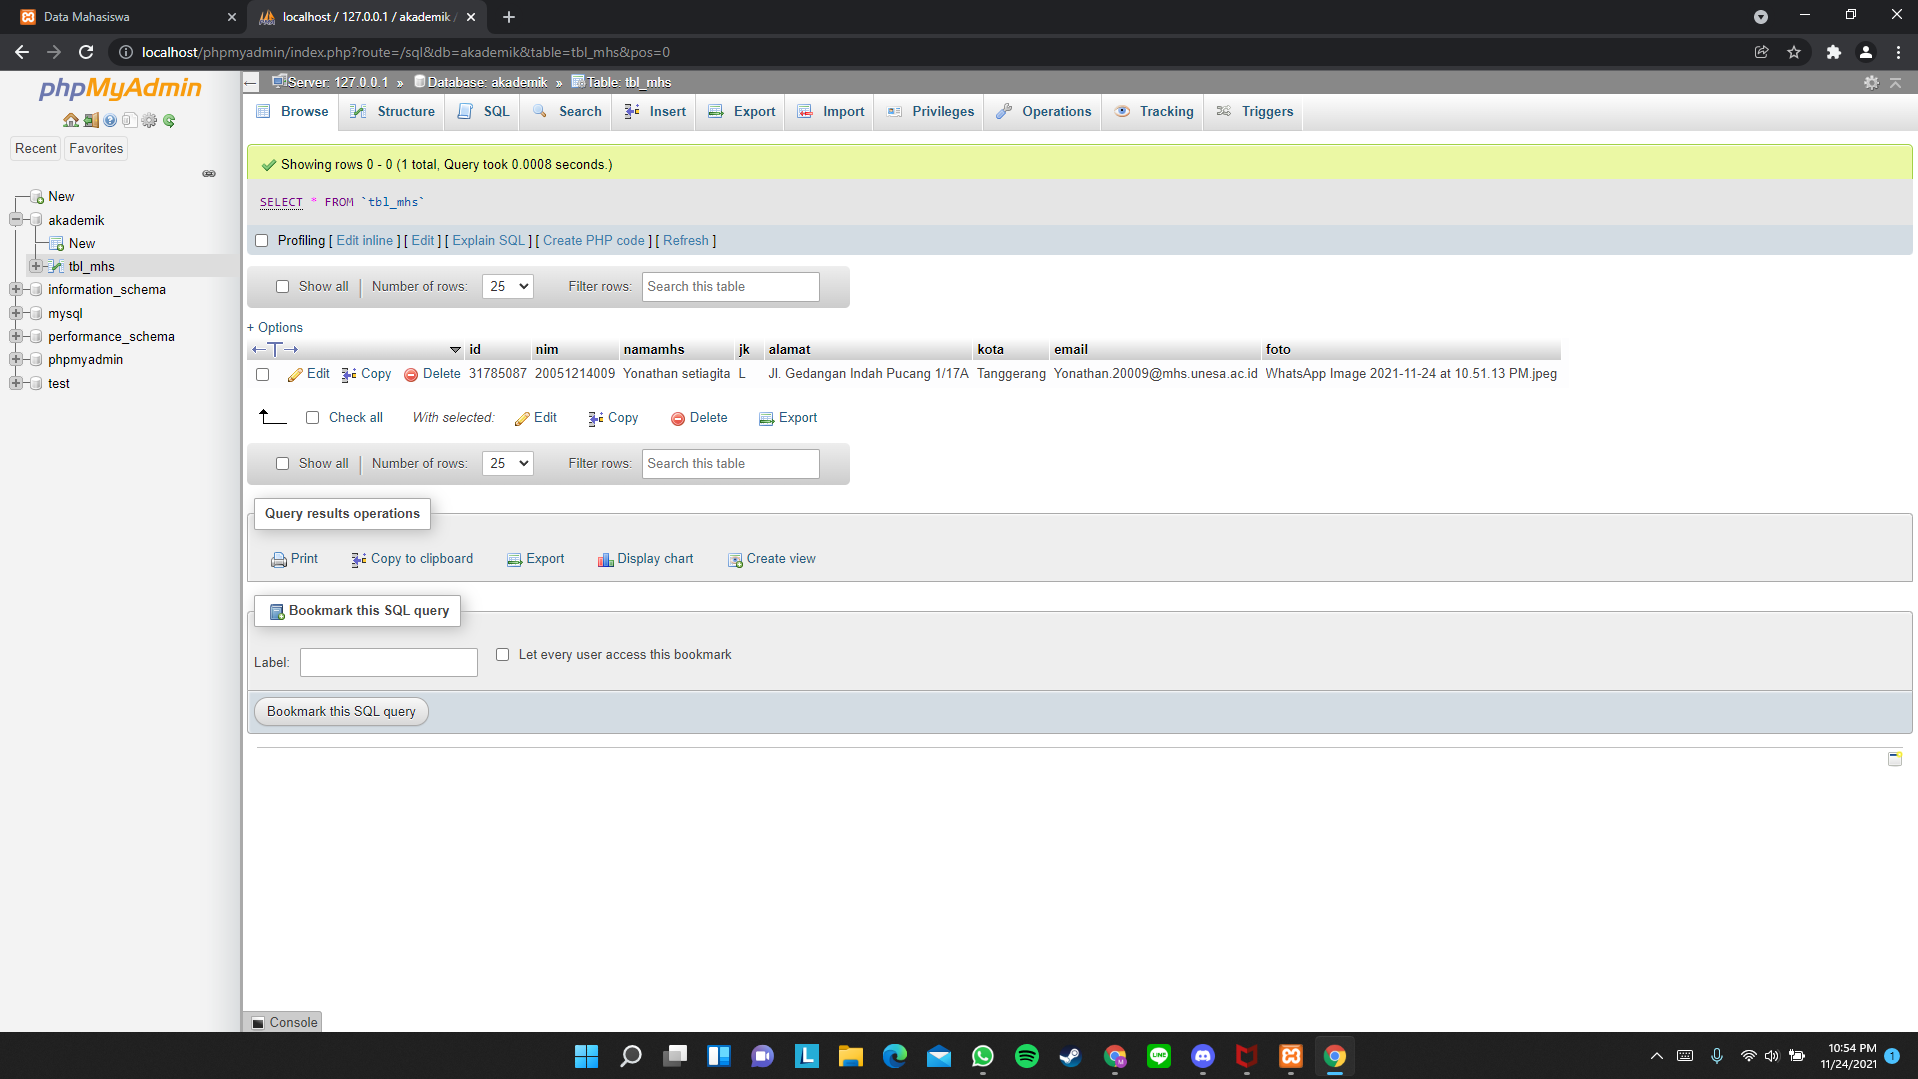 Data Mahasiswa
localhost / 127.0.0.1 / akademik /
localhost/phpmyadmin/index.php?route=/sql&db=akademik&table=tbl_mhs&pos=0
phpMyAdmin
Recent
Favorites
New
akademik
New
tbl_mhs
information_schema
mysql
performance_schema
phpmyadmin
test
Server: 127.0.0.1 » Database: akademik » Table: tbl_mhs
Browse Structure SQL Search Insert Export Import Privileges Operations Tracking Triggers
Showing rows 0 - 0 (1 total, Query took 0.0008 seconds.)
SELECT * FROM `tbl_mhs`
Profiling [ Edit inline ] [ Edit ] [ Explain SQL ] [ Create PHP code ] [ Refresh ]
Show all Number of rows: 25 Filter rows: Search this table
+ Options
←T→ id nim namamhs jk alamat kota email foto
Edit Copy Delete 31785087 20051214009 Yonathan setiagita L Jl. Gedangan Indah Pucang 1/17A Tanggerang Yonathan.20009@mhs.unesa.ac.id WhatsApp Image 2021-11-24 at 10.51.13 PM.jpeg
Check all With selected: Edit Copy Delete Export
Show all Number of rows: 25 Filter rows: Search this table
Query results operations
Print Copy to clipboard Export Display chart Create view
Bookmark this SQL query
Label: Let every user access this bookmark
Bookmark this SQL query
Console
L
LINE
M
10:54 PM
11/24/2021
1